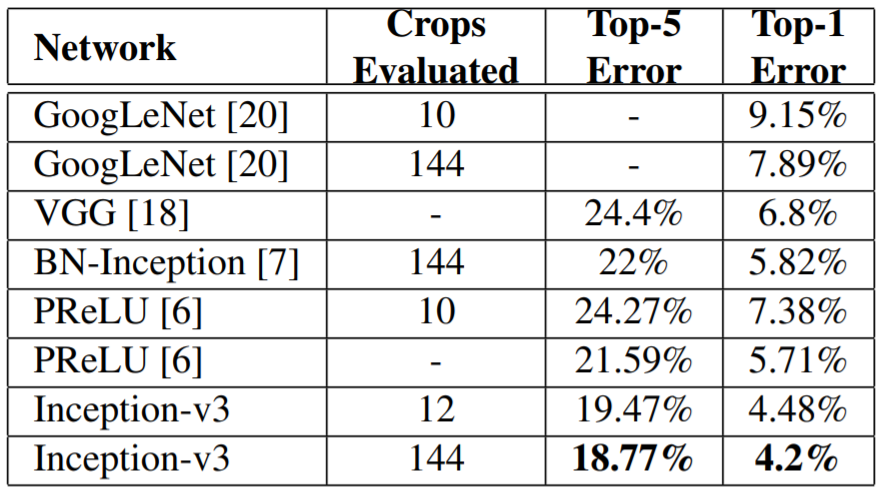 Network Crops Evaluated Top-5 Error Top-1 Error
GoogLeNet [20] 10 - 9.15%
GoogLeNet [20] 144 - 7.89%
VGG [18] - 24.4% 6.8%
BN-Inception [7] 144 22% 5.82%
PReLU [6] 10 24.27% 7.38%
PReLU [6] - 21.59% 5.71%
Inception-v3 12 19.47% 4.48%
Inception-v3 144 18.77% 4.2%